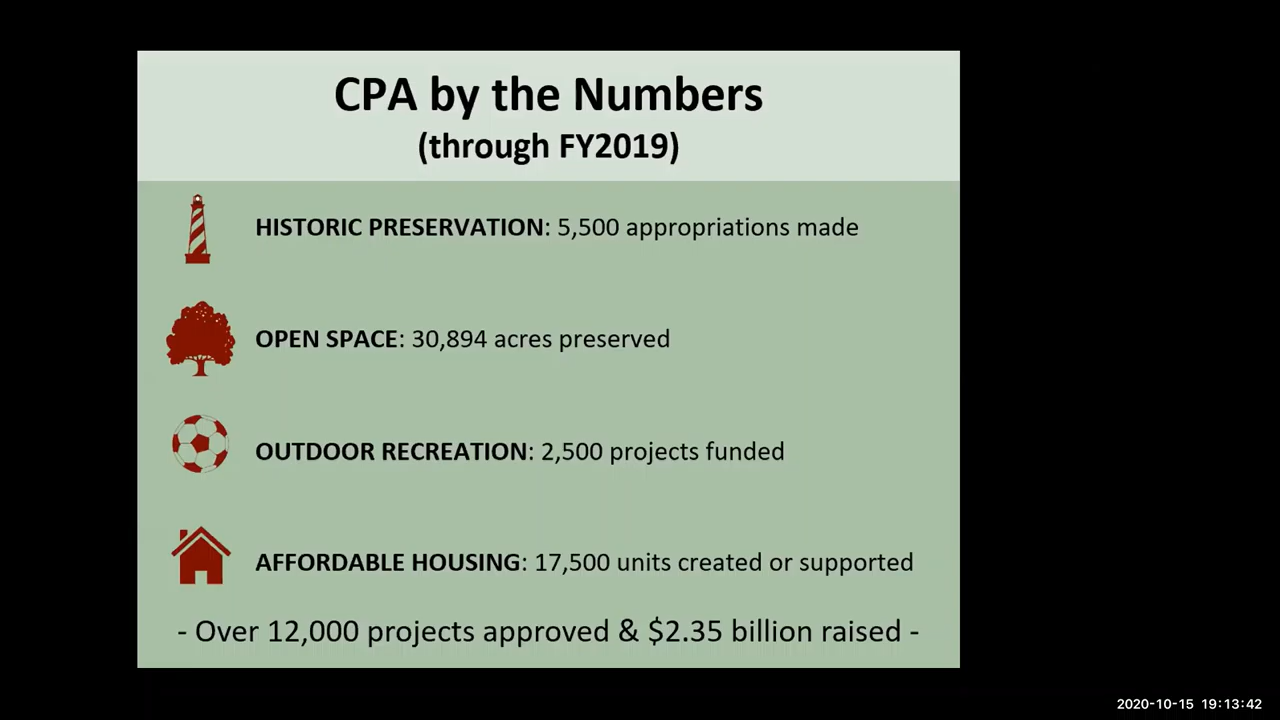 CPA by the Numbers
(through FY2019)
HISTORIC PRESERVATION: 5,500 appropriations made
OPEN SPACE: 30,894 acres preserved
OUTDOOR RECREATION: 2,500 projects funded
AFFORDABLE HOUSING: 17,500 units created or supported
- Over 12,000 projects approved & $2.35 billion raised -
2020-10-15 19:13:42